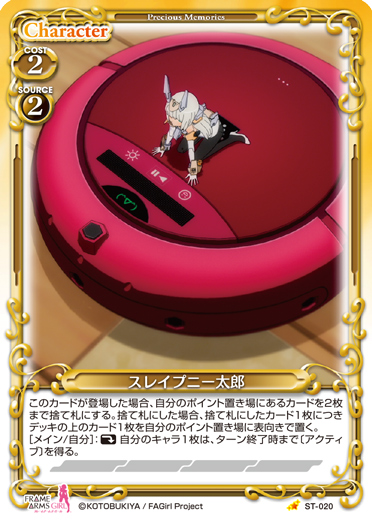 Precious Memories
Character
COST
2
SOURCE
2
スレイプニー太郎
このカードが登場した場合、自分のポイント置き場にあるカードを2枚
まで捨て札にする。捨て札にした場合、捨て札にしたカード1枚につき
デッキの上のカード1枚を自分のポイント置き場に表向きで置く。
[メイン/自分]: 自分のキャラ1枚は、ターン終了時まで〔アクティ
ブ〕を得る。
FRAME
ARMS GIRL
©KOTOBUKIYA / FAGirl Project
ST-020